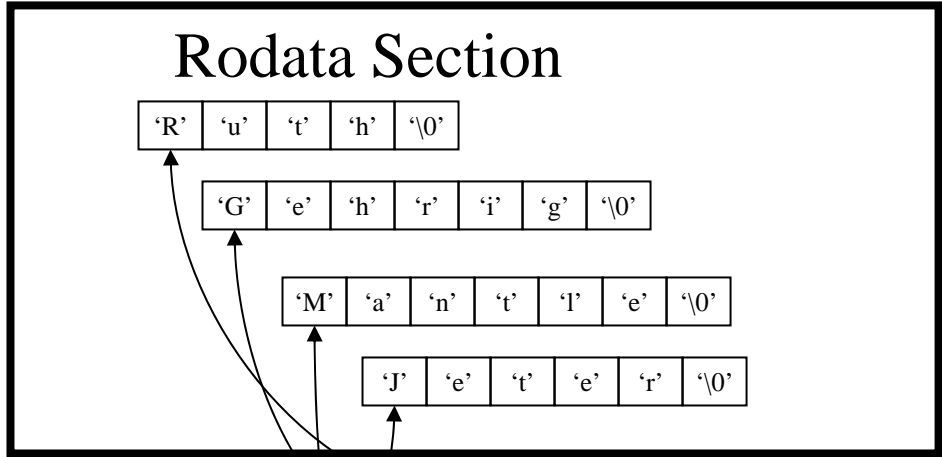 Rodata Section
‘R’ ‘u’ ‘t’ ‘h’ ‘\0’
‘G’ ‘e’ ‘h’ ‘r’ ‘i’ ‘g’ ‘\0’
‘M’ ‘a’ ‘n’ ‘t’ ‘l’ ‘e’ ‘\0’
‘J’ ‘e’ ‘t’ ‘e’ ‘r’ ‘\0’